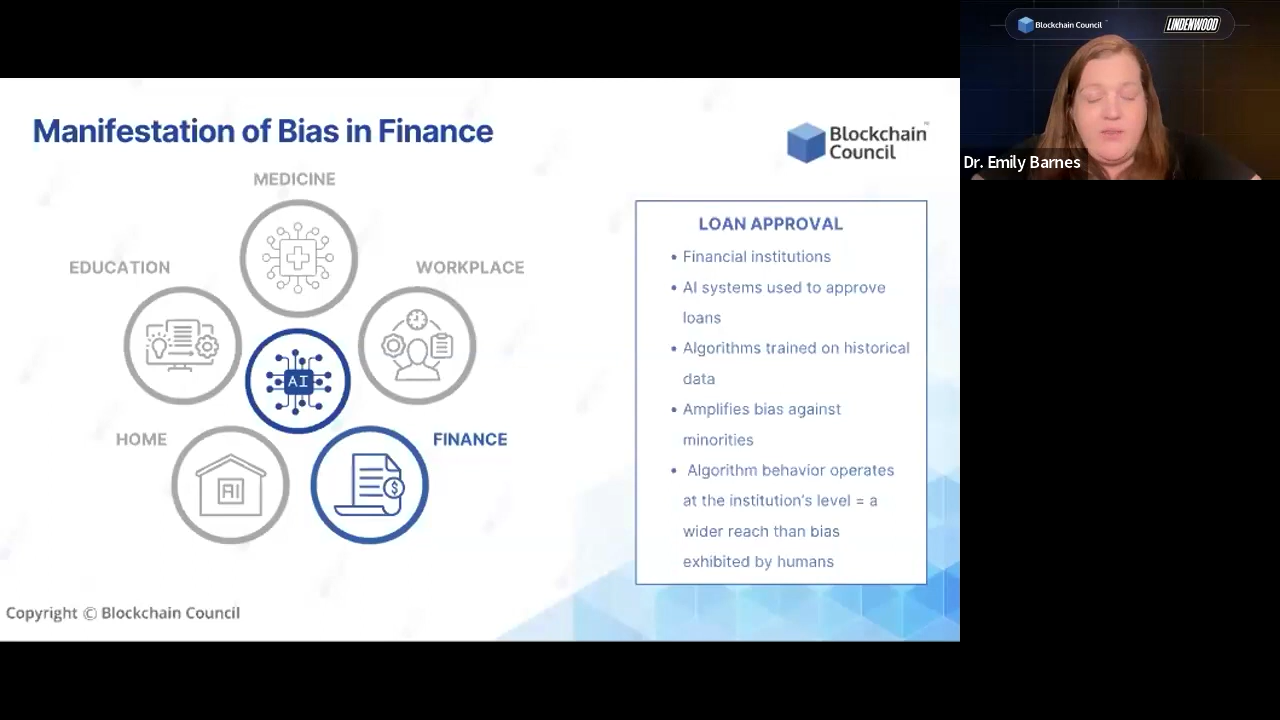 Manifestation of Bias in Finance
Blockchain
Council
™
MEDICINE
EDUCATION
WORKPLACE
AI
HOME
FINANCE
AI
$
LOAN APPROVAL
• Financial institutions
• AI systems used to approve
loans
• Algorithms trained on historical
data
• Amplifies bias against
minorities
• Algorithm behavior operates
at the institution's level = a
wider reach than bias
exhibited by humans
Copyright © Blockchain Council
Blockchain Council
LINDENWOOD
Dr. Emily Barnes